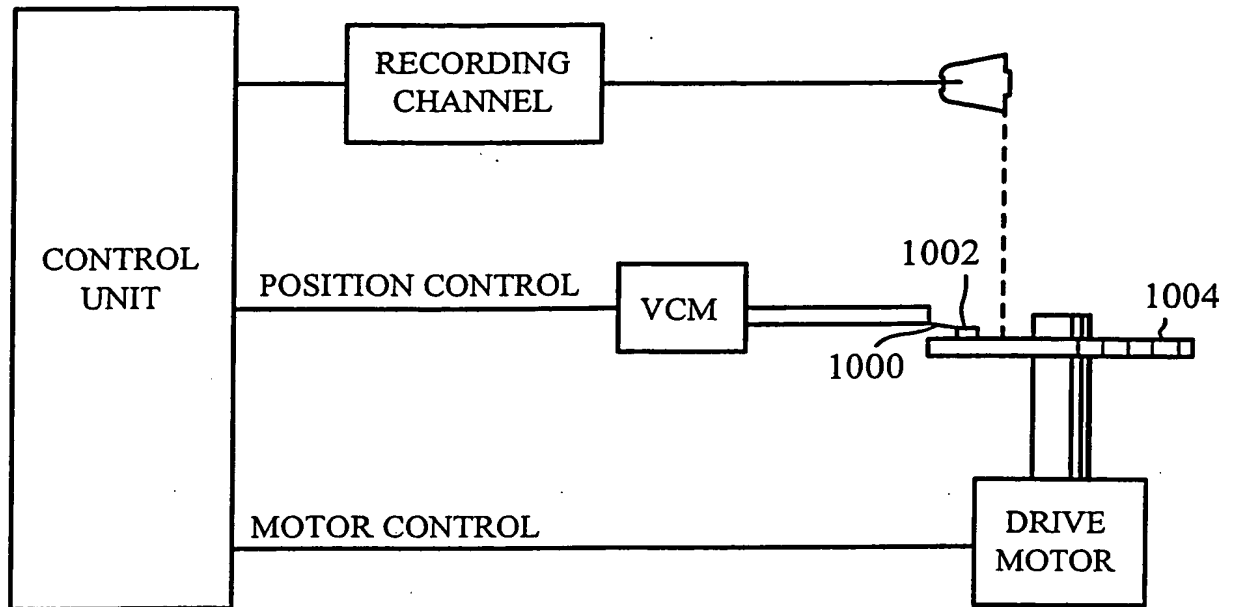 RECORDING
CHANNEL
CONTROL
UNIT
POSITION CONTROL
VCM
1002
1004
1000
MOTOR CONTROL
DRIVE
MOTOR